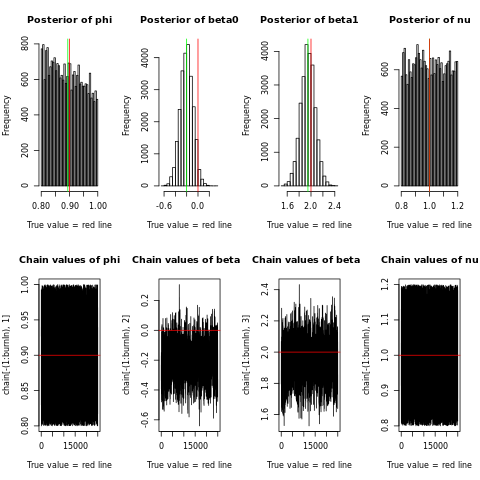 Posterior of phi
Posterior of beta0
Posterior of beta1
Posterior of nu
Frequency
0 200 400 600 800
0.80 0.90 1.00
True value = red line
Frequency
0 1000 2000 3000 4000
-0.6 0.0
True value = red line
Frequency
0 1000 2000 3000 4000
1.6 2.0 2.4
True value = red line
Frequency
0 200 400 600
0.8 1.0 1.2
True value = red line
Chain values of phi
Chain values of beta
Chain values of beta
Chain values of nu
chain[-(1:burnIn), 1]
0.80 0.85 0.90 0.95 1.00
0 15000
True value = red line
chain[-(1:burnIn), 2]
-0.6 -0.4 -0.2 0.0 0.2
0 15000
True value = red line
chain[-(1:burnIn), 3]
1.6 1.8 2.0 2.2 2.4
0 15000
True value = red line
chain[-(1:burnIn), 4]
0.8 0.9 1.0 1.1 1.2
0 15000
True value = red line